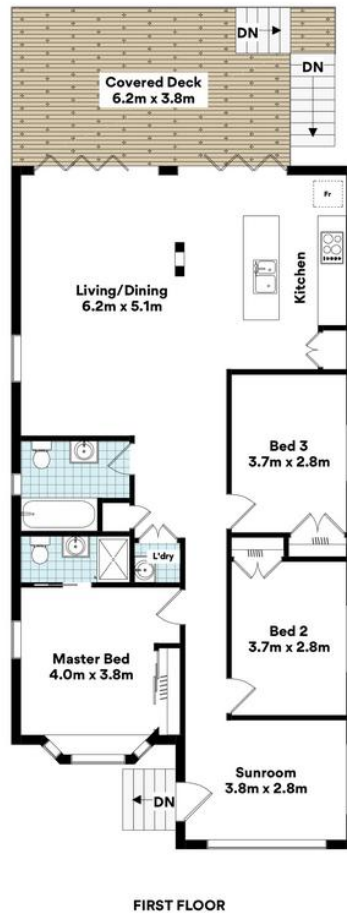 DN
DN
Covered Deck
6.2m x 3.8m
Fr
Kitchen
Living/Dining
6.2m x 5.1m
Bed 3
3.7m x 2.8m
L'dry
Bed 2
3.7m x 2.8m
Master Bed
4.0m x 3.8m
Sunroom
3.8m x 2.8m
DN
FIRST FLOOR